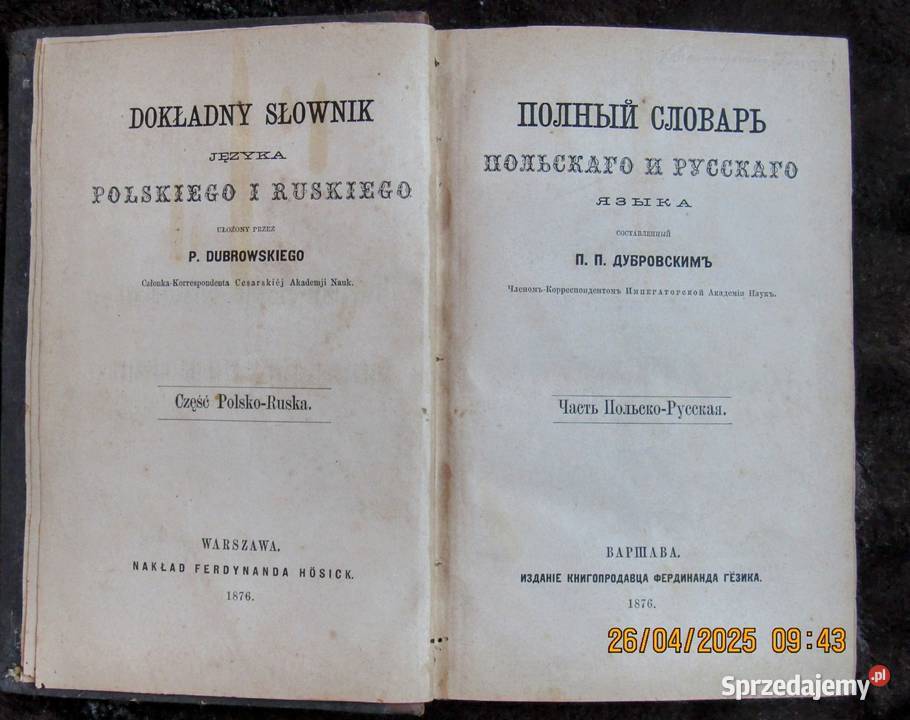 DOKŁADNY SŁOWNIK
JĘZYKA
POLSKIEGO I RUSKIEGO
UŁOŻONY PRZEZ
P. DUBROWSKIEGO
Członka-Korrespondenta Cesarskiéj Akademji Nauk.
Część Polsko-Ruska.
WARSZAWA.
NAKŁAD FERDYNANDA HÖSICK.
1876.
ПОЛНЫЙ СЛОВАРЬ
ПОЛЬСКАГО И РУССКАГО
ЯЗЫКА
СОСТАВЛЕННЫЙ
П. П. ДУБРОВСКИМЪ
Членомъ-Корреспондентомъ Императорской Академіи Наукъ.
Часть Польско-Русская.
ВАРШАВА.
ИЗДАНІЕ КНИГОПРОДАВЦА ФЕРДИНАНДА ГЁЗИКА.
1876.
26/04/2025 09:43
Sprzedajemy.pl